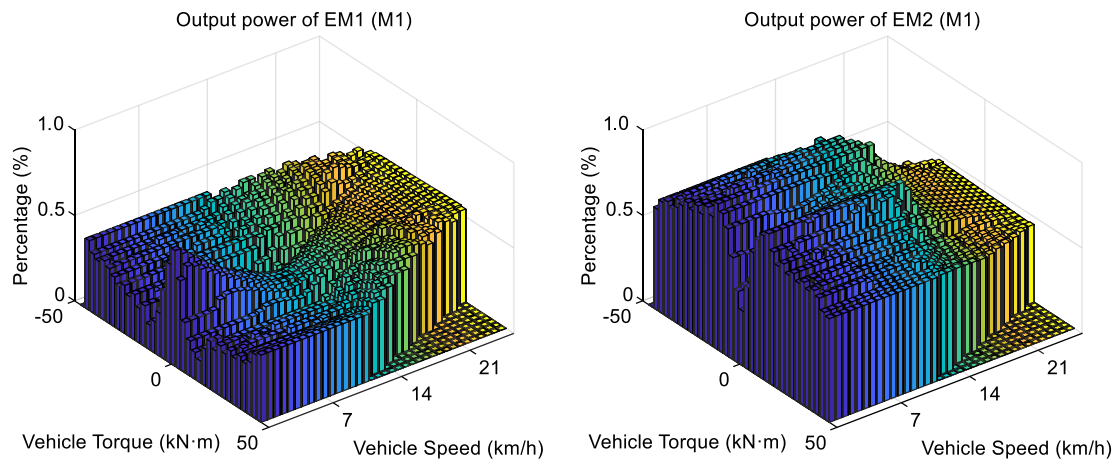 Output power of EM1 (M1)
1.0
0.5
0
-50
0
50
7
14
21
Percentage (%)
Vehicle Torque (kN·m)
Vehicle Speed (km/h)
Output power of EM2 (M1)
1.0
0.5
0
-50
0
50
7
14
21
Percentage (%)
Vehicle Torque (kN·m)
Vehicle Speed (km/h)